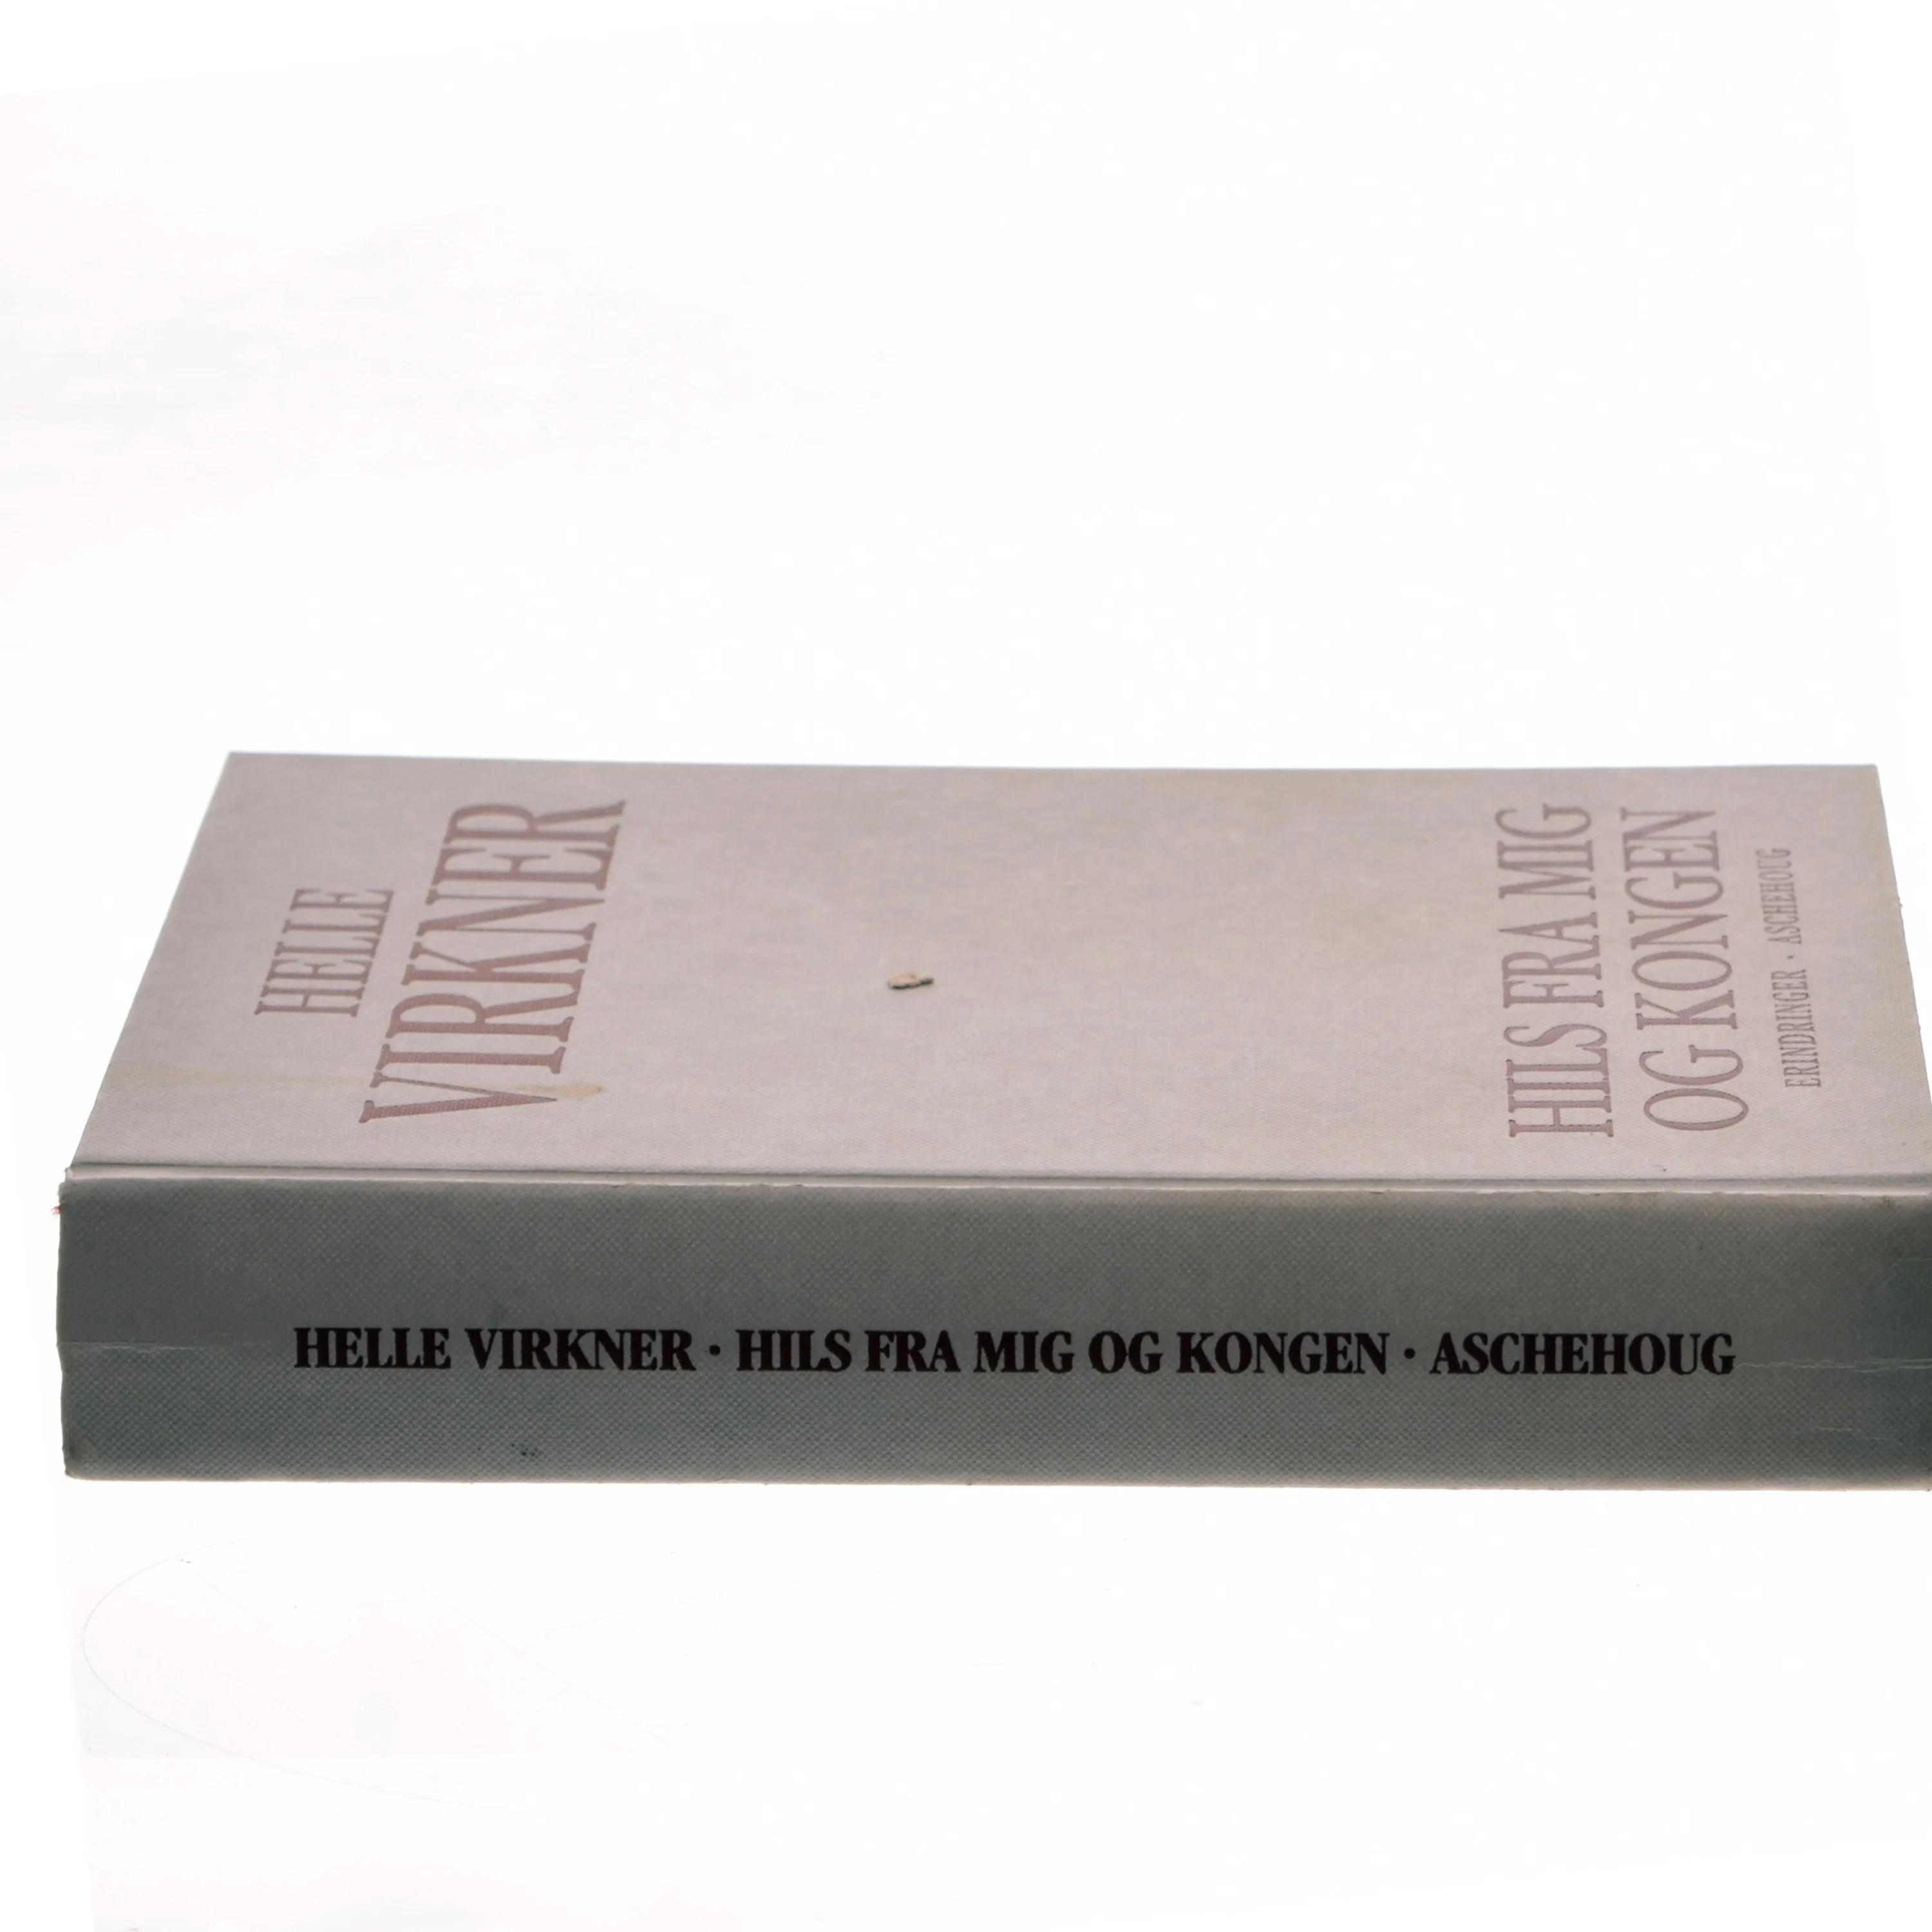 HELLE
VIRKNER
HILS FRA MIG
OG KONGEN
ERINDRINGER · ASCHEHOUG
HELLE VIRKNER · HILS FRA MIG OG KONGEN · ASCHEHOUG